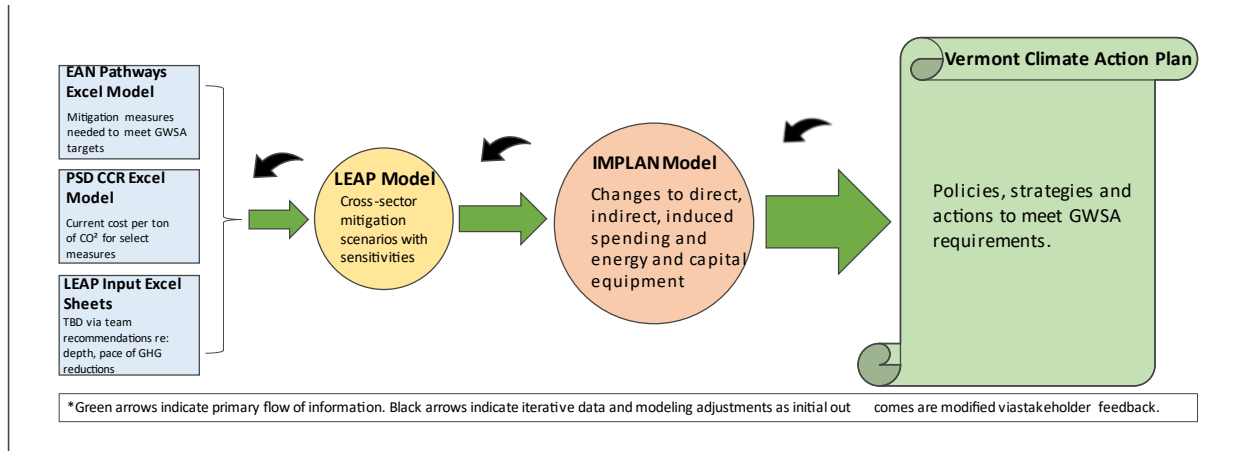 EAN Pathways
Excel Model
Mitigation measures
needed to meet GWSA
targets
PSD CCR Excel
Model
Current cost per ton
of CO² for select
measures
LEAP Input Excel
Sheets
TBD via team
recommendations re:
depth, pace of GHG
reductions
LEAP Model
Cross-sector
mitigation
scenarios with
sensitivities
IMPLAN Model
Changes to direct,
indirect, induced
spending and
energy and capital
equipment
Vermont Climate Action Plan
Policies, strategies and
actions to meet GWSA
requirements.
*Green arrows indicate primary flow of information. Black arrows indicate iterative data and modeling adjustments as initial out comes are modified viastakeholder feedback.